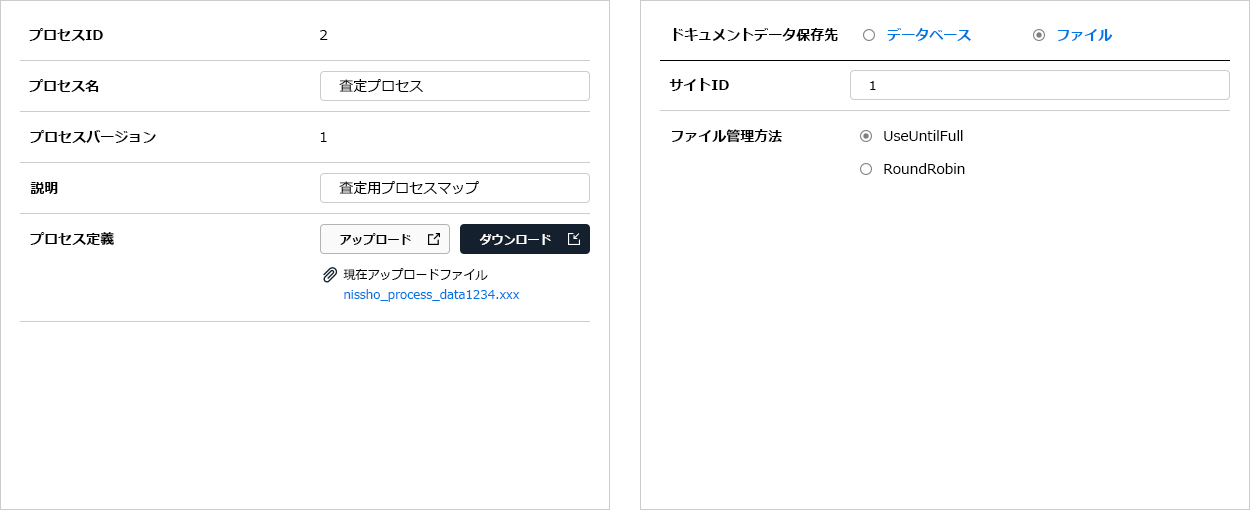 プロセスID 2
プロセス名 査定プロセス
プロセスバージョン 1
説明 査定用プロセスマップ
プロセス定義 アップロード ダウンロード
現在アップロードファイル
nissho_process_data1234.xxx
ドキュメントデータ保存先 データベース ファイル
サイトID 1
ファイル管理方法 UseUntilFull
RoundRobin